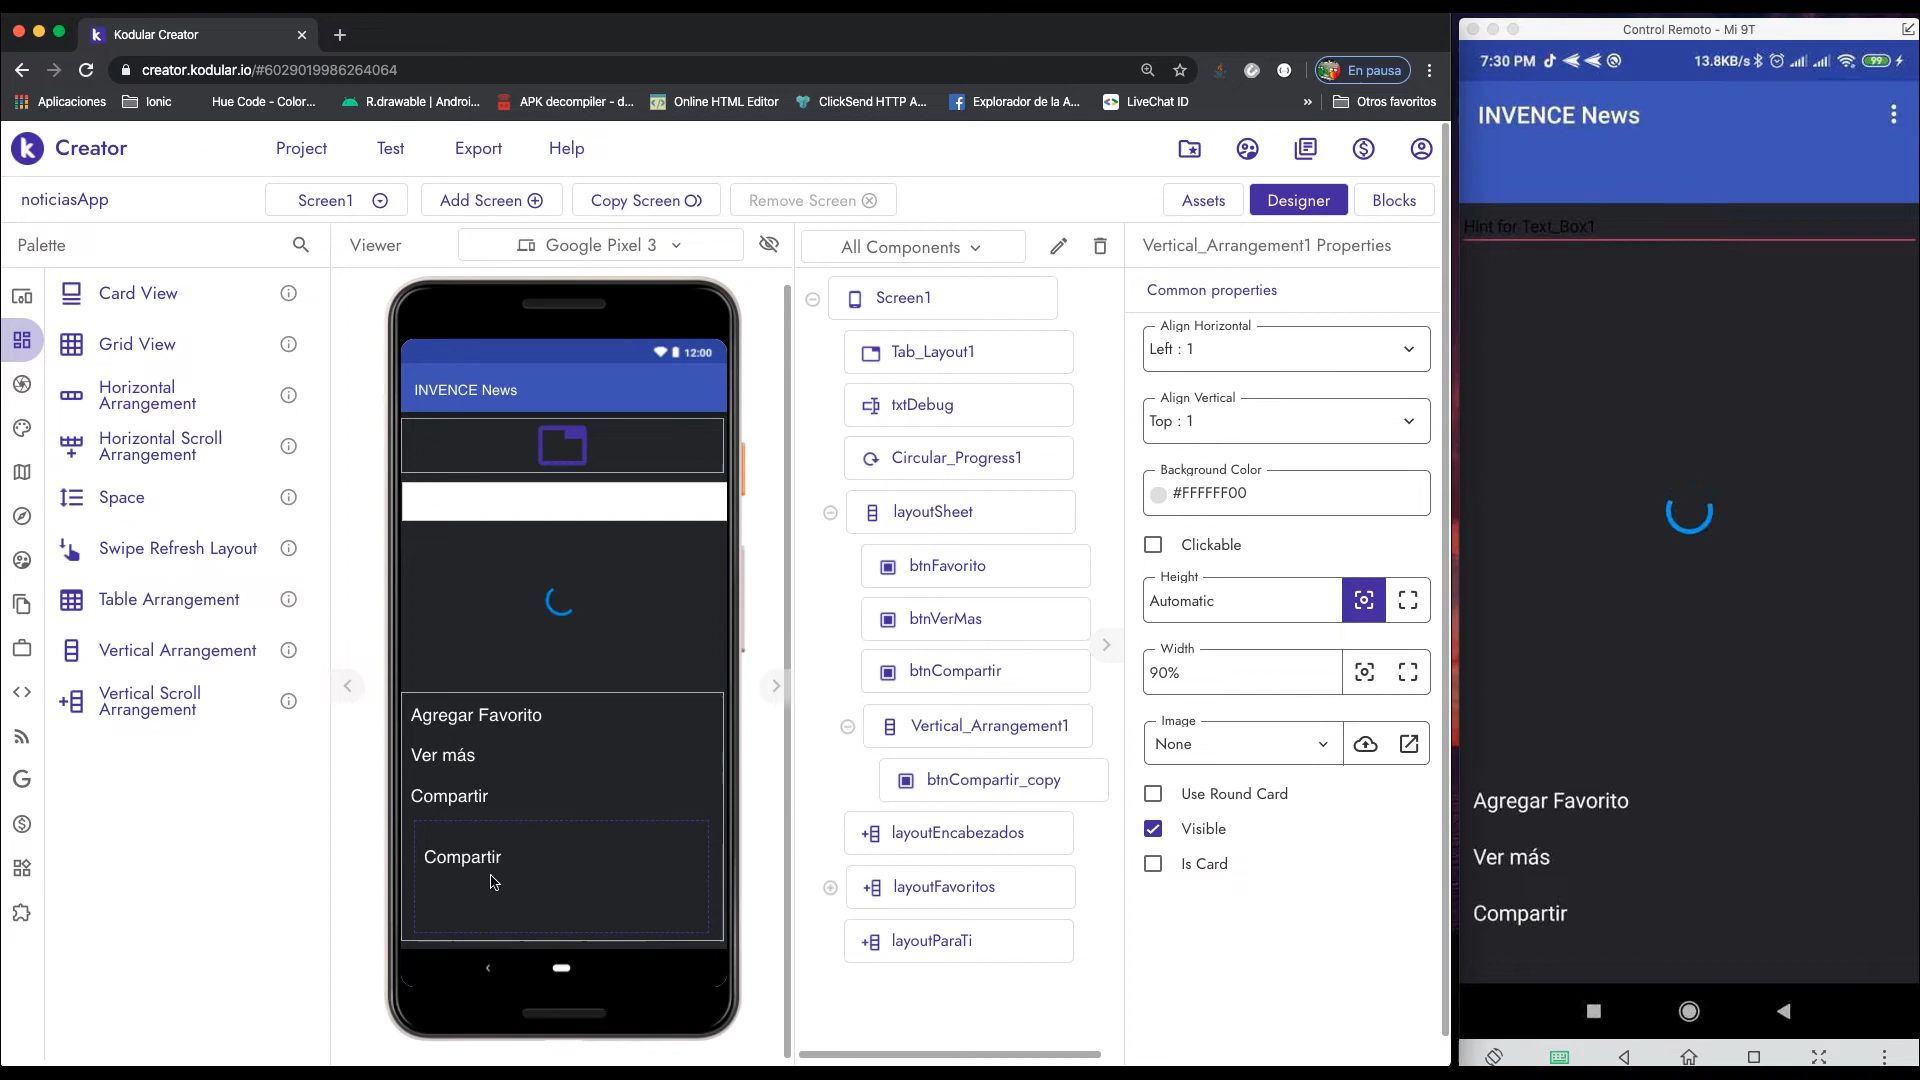 Kodular Creator
creator.kodular.io/#6029019986264064
En pausa
Aplicaciones
Ionic
Hue Code - Color...
R.drawable | Androi...
APK decompiler - d...
Online HTML Editor
ClickSend HTTP A...
Explorador de la A...
LiveChat ID
»
Otros favoritos
Creator
Project
Test
Export
Help
noticiasApp
Screen1
Add Screen
Copy Screen
Remove Screen
Assets
Designer
Blocks
Palette
Card View
Grid View
Horizontal
Arrangement
Horizontal Scroll
Arrangement
Space
Swipe Refresh Layout
Table Arrangement
Vertical Arrangement
Vertical Scroll
Arrangement
Viewer
Google Pixel 3
12:00
INVENCE News
Agregar Favorito
Ver más
Compartir
Compartir
All Components
Screen1
Tab_Layout1
txtDebug
Circular_Progress1
layoutSheet
btnFavorito
btnVerMas
btnCompartir
Vertical_Arrangement1
btnCompartir_copy
layoutEncabezados
layoutFavoritos
layoutParaTi
Vertical_Arrangement1 Properties
Common properties
Align Horizontal
Left : 1
Align Vertical
Top : 1
Background Color
#FFFFFF00
Clickable
Height
Automatic
Width
90%
Image
None
Use Round Card
Visible
Is Card
Control Remoto - Mi 9T
7:30 PM
13.8KB/s
99
INVENCE News
Hint for Text_Box1
Agregar Favorito
Ver más
Compartir